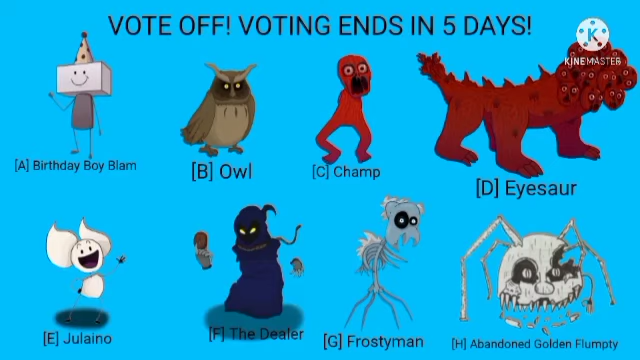 VOTE OFF! VOTING ENDS IN 5 DAYS!
K
KINEMASTER
[A] Birthday Boy Blam
[B] Owl
[C] Champ
[D] Eyesaur
[E] Julaino
[F] The Dealer
[G] Frostyman
[H] Abandoned Golden Flumpty